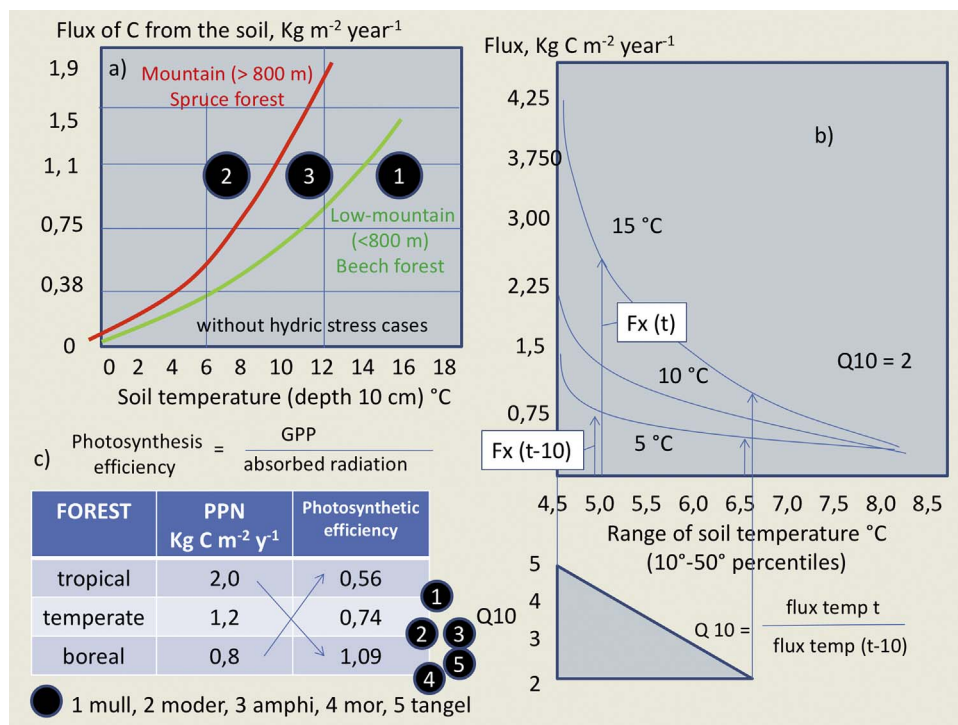 Flux of C from the soil, Kg m-2 year-1
a)
Mountain (> 800 m)
Spruce forest
1,9
1,5
1,1
0,75
0,38
0
2
3
1
Low-mountain
(<800 m)
Beech forest
without hydric stress cases
0 2 4 6 8 10 12 14 16 18
Soil temperature (depth 10 cm) °C
Flux, Kg C m-2 year-1
b)
4,25
3,750
3,00
2,25
1,5
0,75
15 °C
Fx (t)
10 °C
Q10 = 2
5 °C
Fx (t-10)
4,5 5,0 5,5 6,5 7,0 7,5 8,0 8,5
Range of soil temperature °C
(10°-50° percentiles)
5
4
3
2
Q10
Q 10 =
flux temp t
flux temp (t-10)
c)
Photosynthesis
efficiency
=
GPP
absorbed radiation
FOREST PPN Photosynthetic
Kg C m-2 y-1 efficiency
tropical 2,0 0,56
temperate 1,2 0,74
boreal 0,8 1,09
1
2
3
5
4
1 mull, 2 moder, 3 amphi, 4 mor, 5 tangel